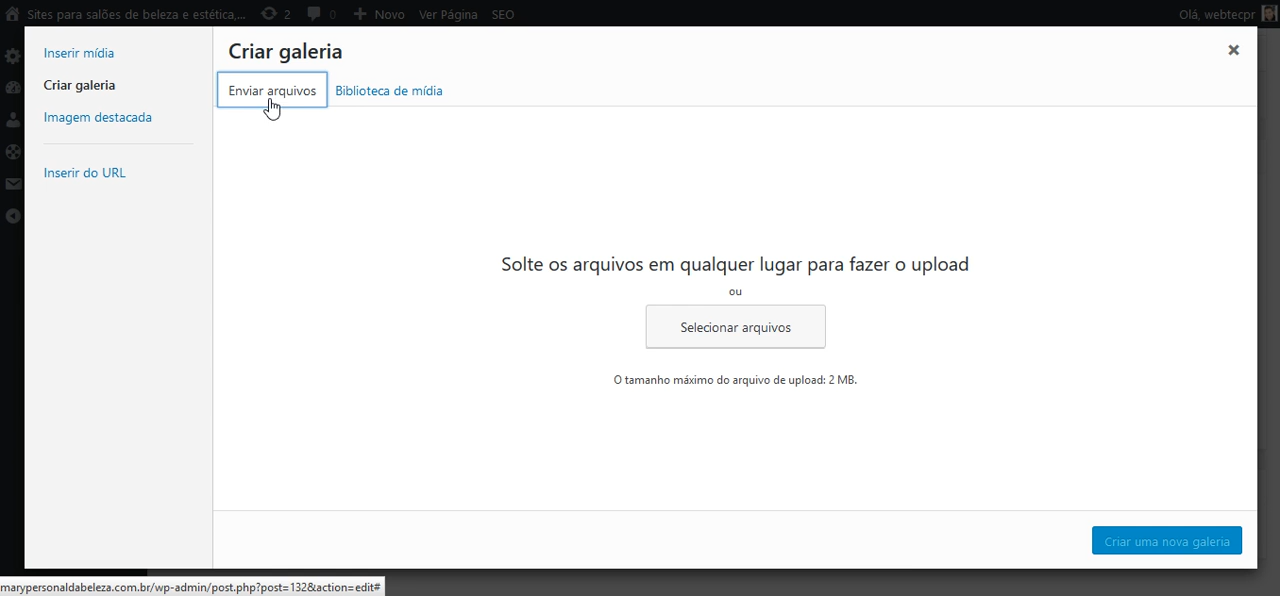 Sites para salões de beleza e estética,... 2 0 Novo Ver Página SEO Olá, webtecpr
Inserir mídia
Criar galeria
Imagem destacada
Inserir do URL
Criar galeria
Enviar arquivos Biblioteca de mídia
Solte os arquivos em qualquer lugar para fazer o upload
ou
Selecionar arquivos
O tamanho máximo do arquivo de upload: 2 MB.
Criar uma nova galeria
marypersonaldabeleza.com.br/wp-admin/post.php?post=132&action=edit#